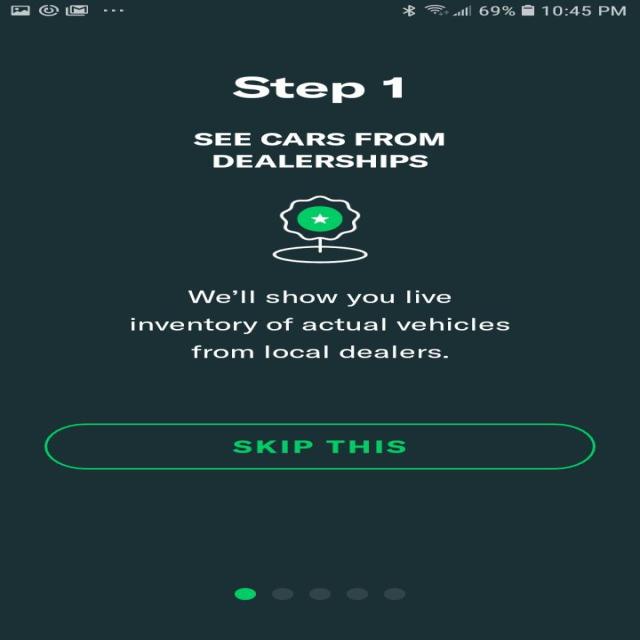 69% 10:45 PM
Step 1
SEE CARS FROM
DEALERSHIPS
We'll show you live
inventory of actual vehicles
from local dealers.
SKIP THIS